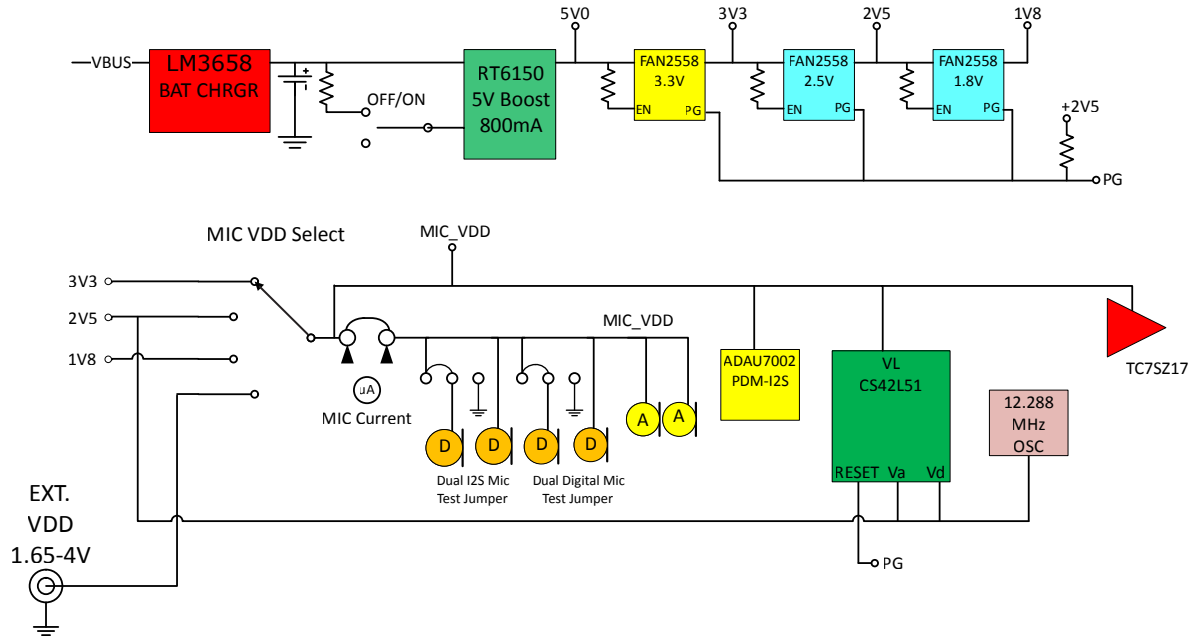 5V0
3V3
2V5
1V8
VBUS
LM3658
BAT CHRGR
OFF/ON
RT6150
5V Boost
800mA
FAN2558
3.3V
EN
PG
FAN2558
2.5V
EN
PG
FAN2558
1.8V
EN
PG
+2V5
PG
MIC VDD Select
MIC_VDD
3V3
2V5
1V8
MIC_VDD
µA
MIC Current
D
D
D
D
A
A
Dual I2S Mic
Test Jumper
Dual Digital Mic
Test Jumper
ADAU7002
PDM-I2S
VL
CS42L51
RESET
Va
Vd
12.288
MHz
OSC
TC7SZ17
PG
EXT.
VDD
1.65-4V